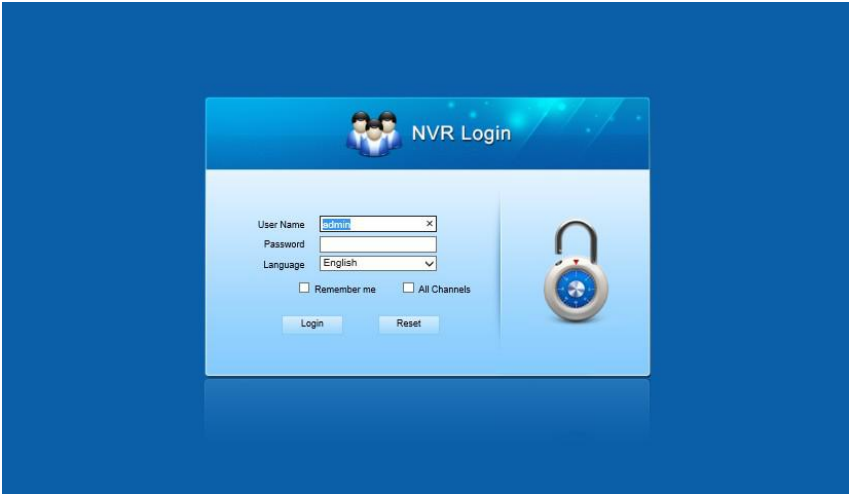 NVR Login
User Name admin
Password
Language English
Remember me All Channels
Login Reset